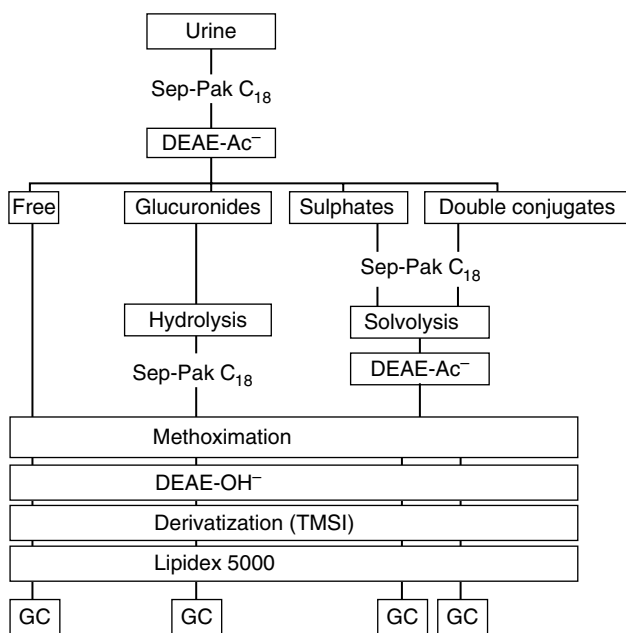 Urine
Sep-Pak C₁₈
DEAE-Ac⁻
Free
Glucuronides
Sulphates
Double conjugates
Sep-Pak C₁₈
Hydrolysis
Solvolysis
Sep-Pak C₁₈
DEAE-Ac⁻
Methoximation
DEAE-OH⁻
Derivatization (TMSI)
Lipidex 5000
GC
GC
GC
GC